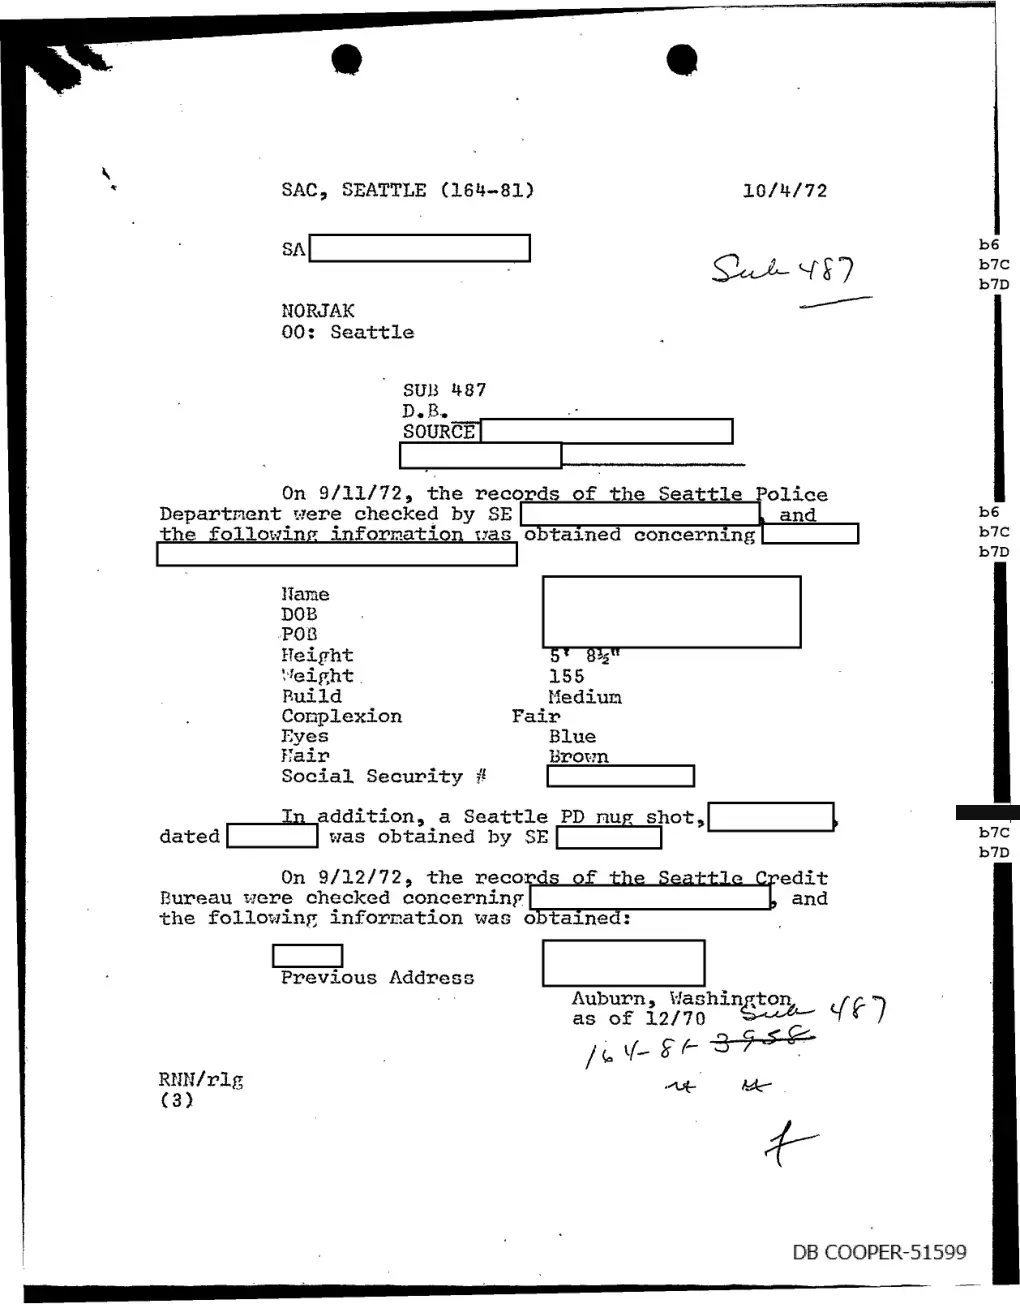 SAC, SEATTLE (164-81) 10/4/72
SA b6
Sub 487 b7C
b7D
NORJAK
OO: Seattle
SUB 487
D.B.
SOURCE
On 9/11/72, the records of the Seattle Police
Department were checked by SE , and b6
the following information was obtained concerning b7C
b7D
Name
DOB
POB
Height 5' 8½"
Weight 155
Build Medium
Complexion Fair
Eyes Blue
Hair Brown
Social Security #
In addition, a Seattle PD mug shot, ,
dated was obtained by SE b7C
b7D
On 9/12/72, the records of the Seattle Credit
Bureau were checked concerning , and
the following information was obtained:
Previous Address
Auburn, Washington
as of 12/70 Sub 487
164-81-3958
RNN/rlg
(3)
DB COOPER-51599